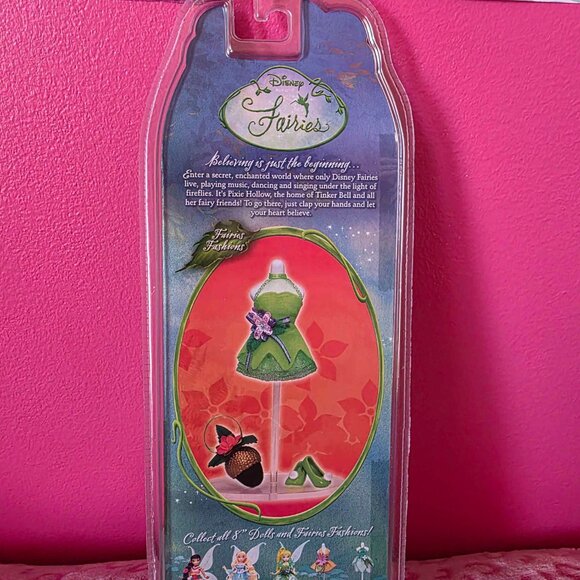 Disney
Fairies
Believing is just the beginning...
Enter a secret, enchanted world where only Disney Fairies
live, playing music, dancing and singing under the light of
fireflies. It's Pixie Hollow, the home of Tinker Bell and all
her fairy friends! To go there, just clap your hands and let
your heart believe.
Fairies
Fashions
Collect all 8" Dolls and Fairies Fashions!